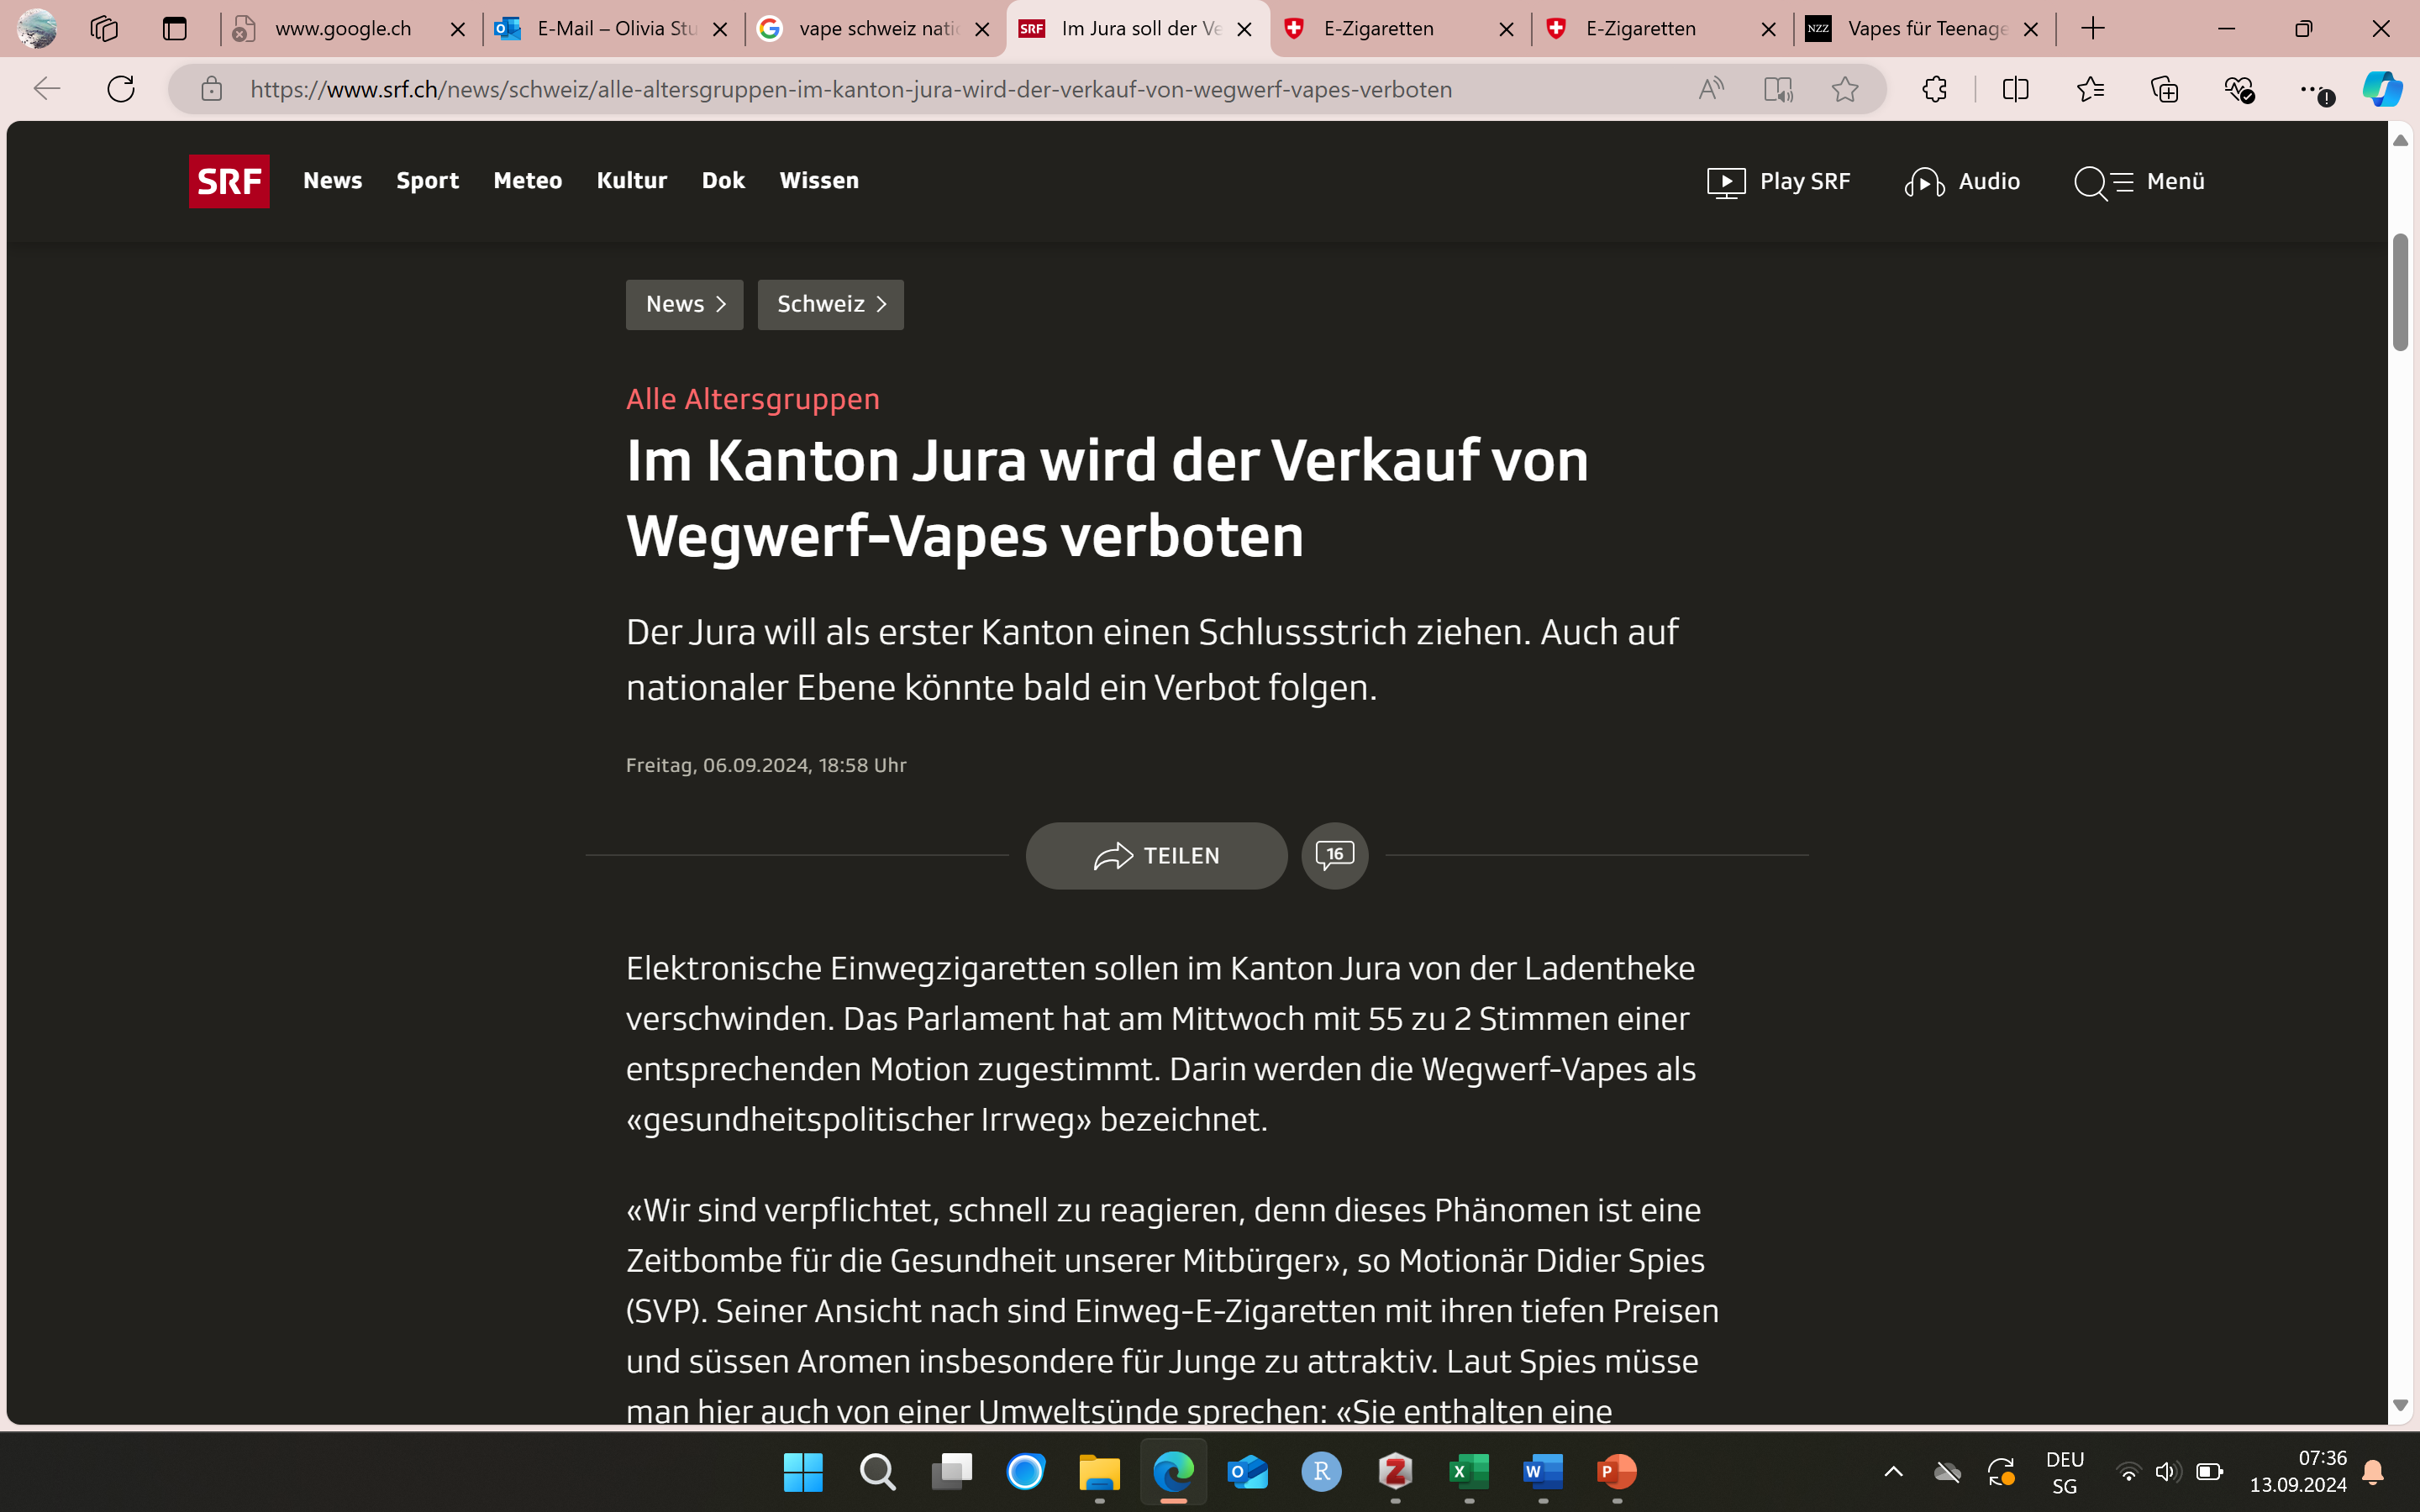 www.google.ch
E-Mail – Olivia Stu
vape schweiz natio
Im Jura soll der Ve
E-Zigaretten
E-Zigaretten
NZZ
Vapes für Teenage
https://www.srf.ch/news/schweiz/alle-altersgruppen-im-kanton-jura-wird-der-verkauf-von-wegwerf-vapes-verboten
SRF
News
Sport
Meteo
Kultur
Dok
Wissen
Play SRF
Audio
Menü
News
Schweiz
Alle Altersgruppen
Im Kanton Jura wird der Verkauf von
Wegwerf-Vapes verboten
Der Jura will als erster Kanton einen Schlussstrich ziehen. Auch auf
nationaler Ebene könnte bald ein Verbot folgen.
Freitag, 06.09.2024, 18:58 Uhr
TEILEN
16
Elektronische Einwegzigaretten sollen im Kanton Jura von der Ladentheke
verschwinden. Das Parlament hat am Mittwoch mit 55 zu 2 Stimmen einer
entsprechenden Motion zugestimmt. Darin werden die Wegwerf-Vapes als
«gesundheitspolitischer Irrweg» bezeichnet.
«Wir sind verpflichtet, schnell zu reagieren, denn dieses Phänomen ist eine
Zeitbombe für die Gesundheit unserer Mitbürger», so Motionär Didier Spies
(SVP). Seiner Ansicht nach sind Einweg-E-Zigaretten mit ihren tiefen Preisen
und süssen Aromen insbesondere für Junge zu attraktiv. Laut Spies müsse
man hier auch von einer Umweltsünde sprechen: «Sie enthalten eine
DEU
SG
07:36
13.09.2024